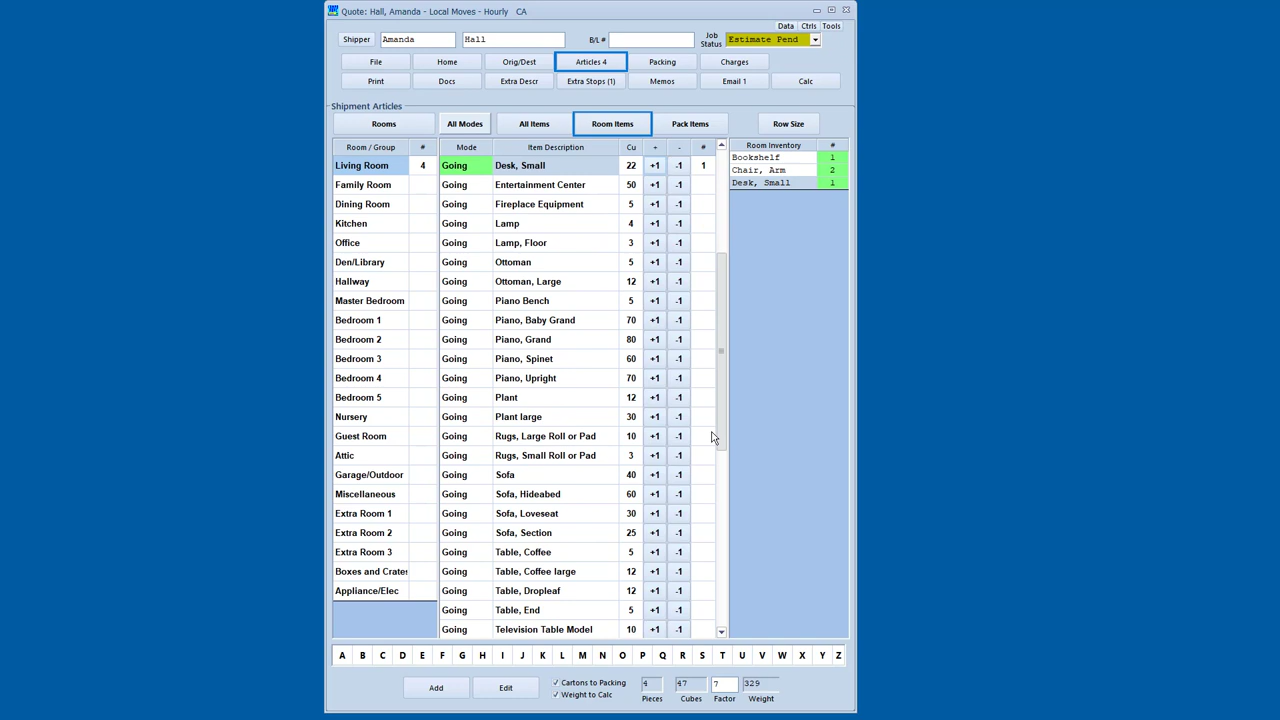 Quote: Hall, Amanda - Local Moves - Hourly CA
Data Ctrls Tools
Shipper Amanda Hall B/L # Job Status Estimate Pend
File Home Orig/Dest Articles 4 Packing Charges
Print Docs Extra Descr Extra Stops (1) Memos Email 1 Calc
Shipment Articles
Rooms All Modes All Items Room Items Pack Items Row Size
Room / Group # Mode Item Description Cu + - # Room Inventory #
Living Room 4 Going Desk, Small 22 +1 -1 1
Family Room Going Entertainment Center 50 +1 -1
Dining Room Going Fireplace Equipment 5 +1 -1
Kitchen Going Lamp 4 +1 -1
Office Going Lamp, Floor 3 +1 -1
Den/Library Going Ottoman 5 +1 -1
Hallway Going Ottoman, Large 12 +1 -1
Master Bedroom Going Piano Bench 5 +1 -1
Bedroom 1 Going Piano, Baby Grand 70 +1 -1
Bedroom 2 Going Piano, Grand 80 +1 -1
Bedroom 3 Going Piano, Spinet 60 +1 -1
Bedroom 4 Going Piano, Upright 70 +1 -1
Bedroom 5 Going Plant 12 +1 -1
Nursery Going Plant large 30 +1 -1
Guest Room Going Rugs, Large Roll or Pad 10 +1 -1
Attic Going Rugs, Small Roll or Pad 3 +1 -1
Garage/Outdoor Going Sofa 40 +1 -1
Miscellaneous Going Sofa, Hideabed 60 +1 -1
Extra Room 1 Going Sofa, Loveseat 30 +1 -1
Extra Room 2 Going Sofa, Section 25 +1 -1
Extra Room 3 Going Table, Coffee 5 +1 -1
Boxes and Crates Going Table, Coffee large 12 +1 -1
Appliance/Elec Going Table, Dropleaf 12 +1 -1
Going Table, End 5 +1 -1
Going Television Table Model 10 +1 -1
Bookshelf 1
Chair, Arm 2
Desk, Small 1
A B C D E F G H I J K L M N O P Q R S T U V W X Y Z
Add Edit
Cartons to Packing
Weight to Calc
4 47 7 329
Pieces Cubes Factor Weight